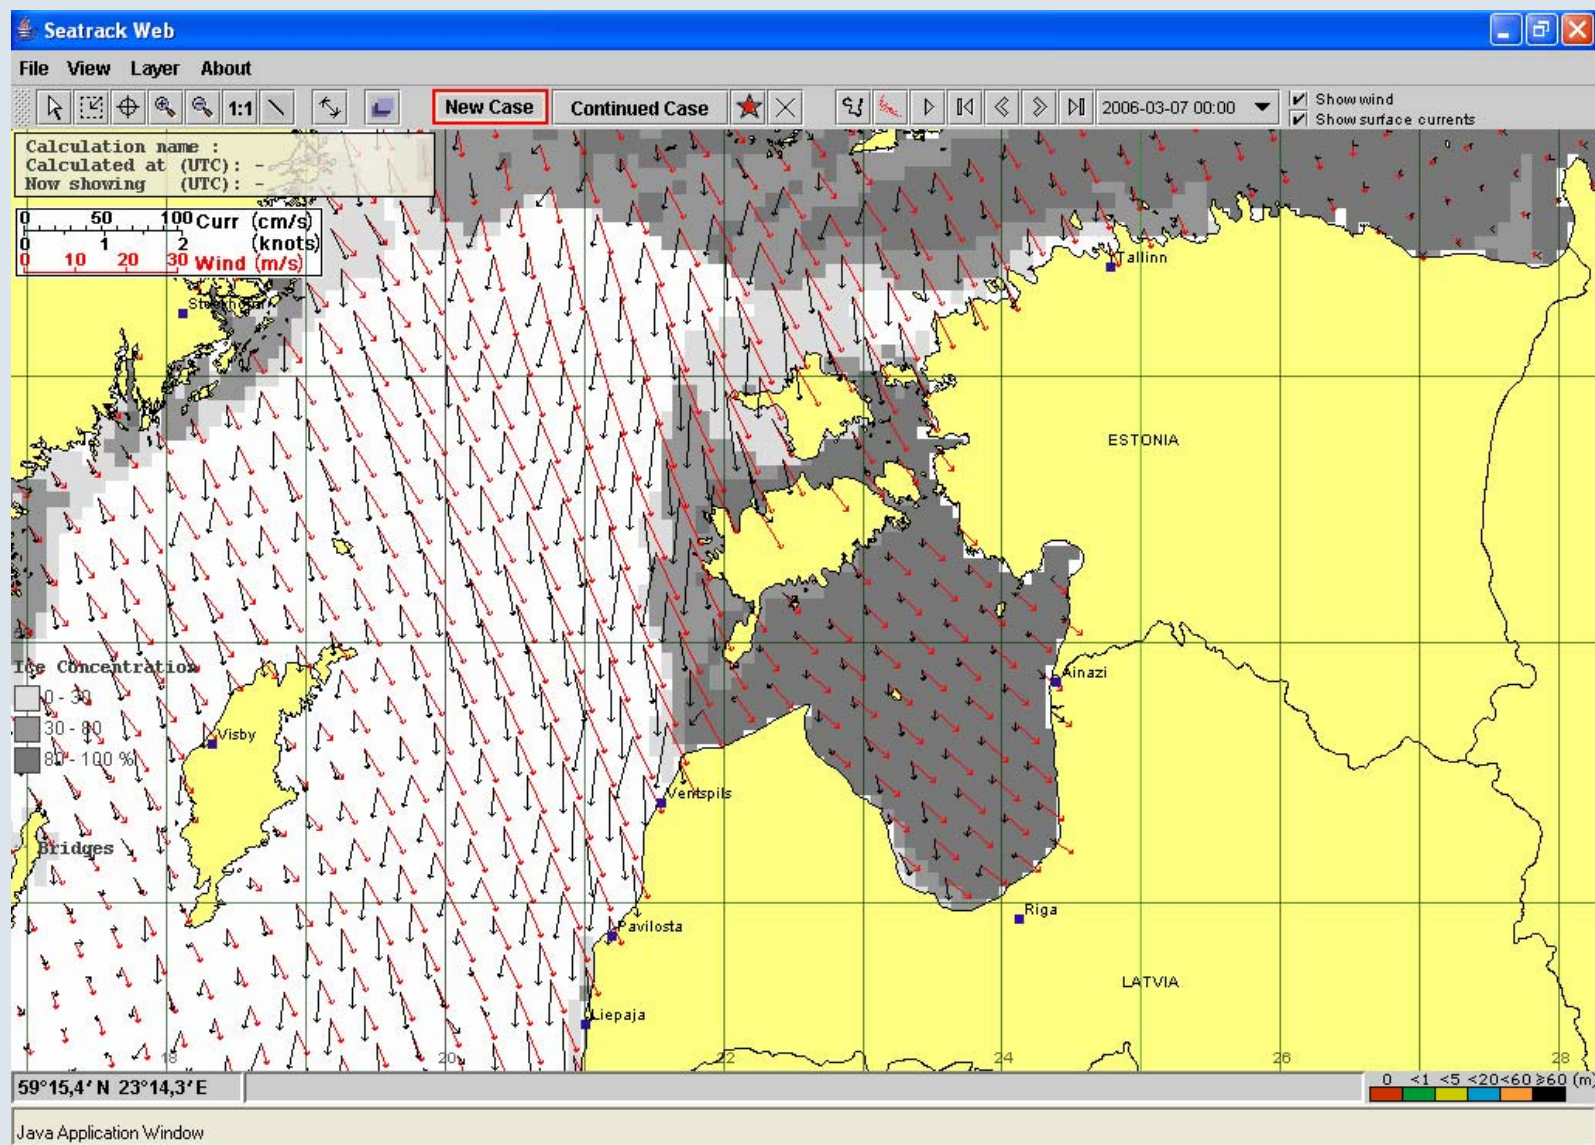 Seatrack Web
File View Layer About
1:1 New Case Continued Case 2006-03-07 00:00 Show wind
Show surface currents
Calculation name :
Calculated at (UTC): -
Now showing (UTC): -
0 50 100 Curr (cm/s)
0 1 2 (knots)
0 10 20 30 Wind (m/s)
Tallinn
ESTONIA
Ice Concentration
0 - 30
30 - 80
80 - 100 %
Ainazi
Visby
Ventspils
Bridges
Riga
Pavilosta
LATVIA
Liepaja
18 20 22 24 26 28
59°15,4' N 23°14,3' E
0 <1 <5 <20 <60 ≥60 (m)
Java Application Window